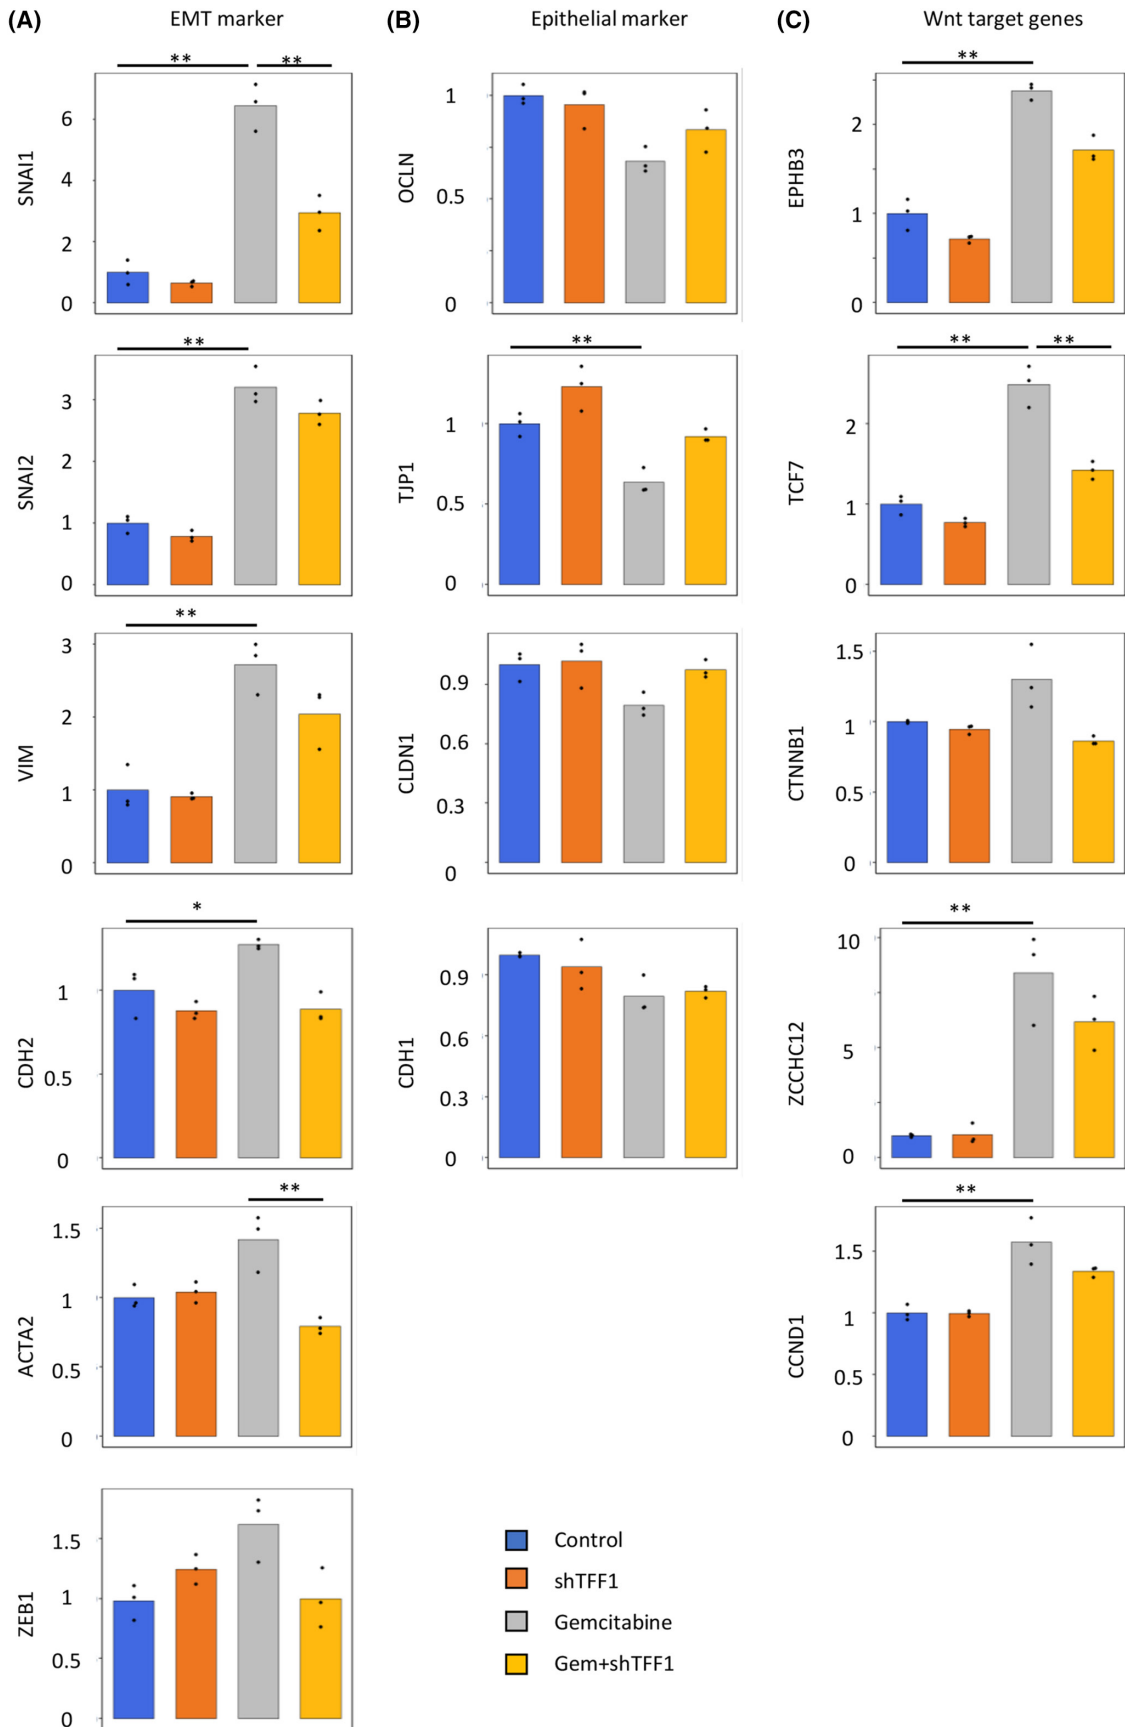 (A) EMT marker
(B) Epithelial marker
(C) Wnt target genes
** **
SNAI1
6
4
2
0
**
SNAI2
3
2
1
0
**
VIM
3
2
1
0
*
CDH2
1
0.5
0
**
ACTA2
1.5
1
0.5
0
ZEB1
1.5
1
0.5
0
OCLN
1
0.5
0
**
TJP1
1
0.5
0
CLDN1
0.9
0.6
0.3
0
CDH1
0.9
0.6
0.3
0
**
EPHB3
2
1
0
** **
TCF7
2
1
0
CTNNB1
1.5
1
0.5
0
**
ZCCHC12
10
5
0
**
CCND1
1.5
1
0.5
0
Control
shTFF1
Gemcitabine
Gem+shTFF1